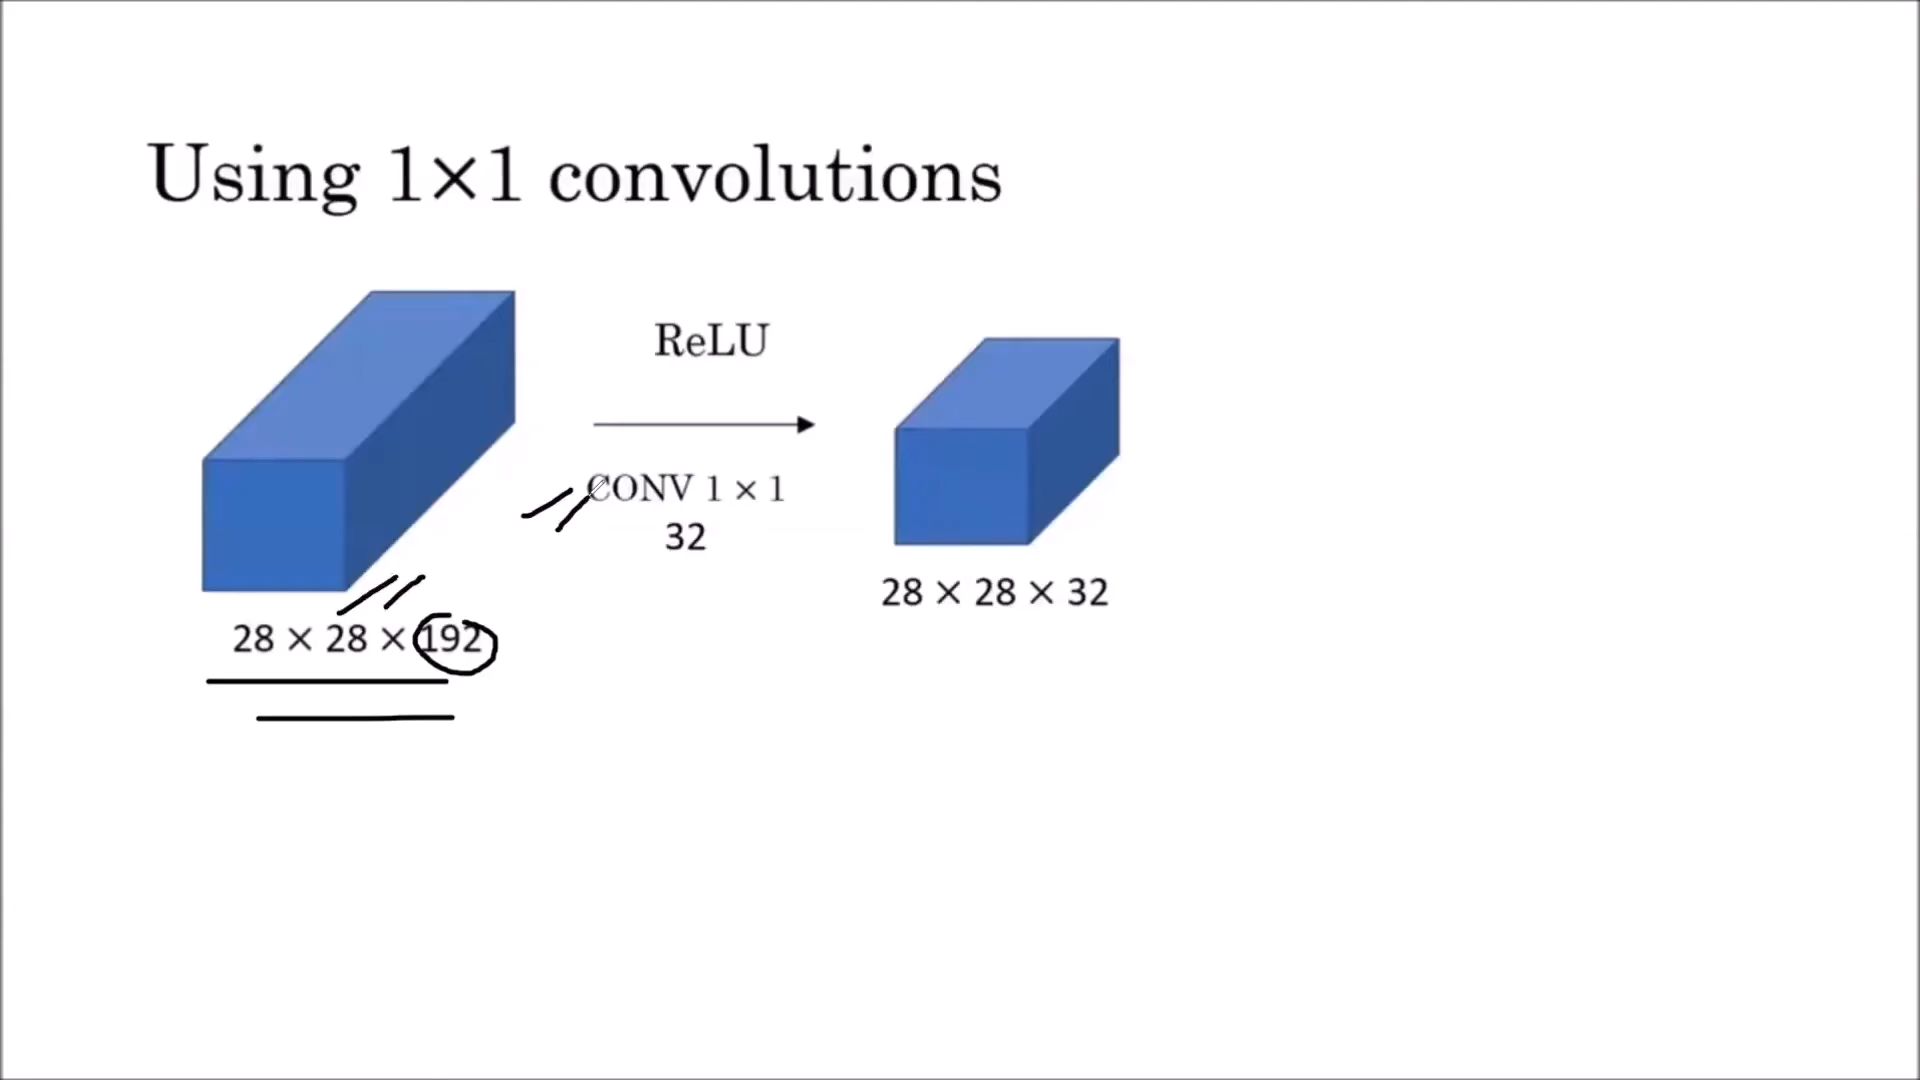 Using 1×1 convolutions
ReLU
CONV 1 × 1
32
28 × 28 × 192
28 × 28 × 32